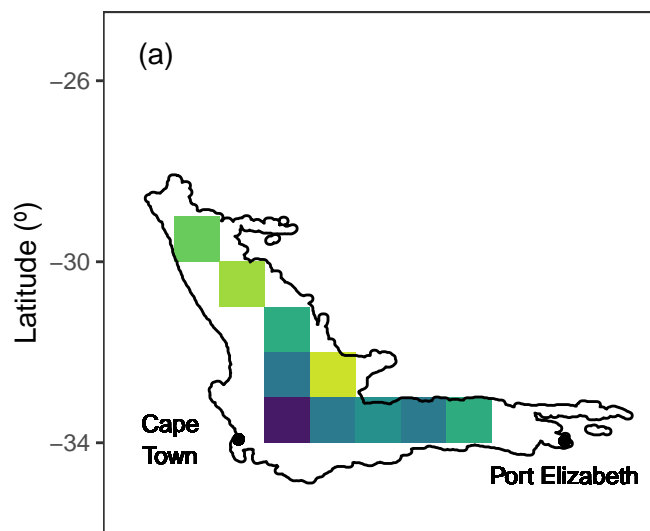 (a)
−26
−30
−34
Latitude (º)
Cape
Town
Port Elizabeth